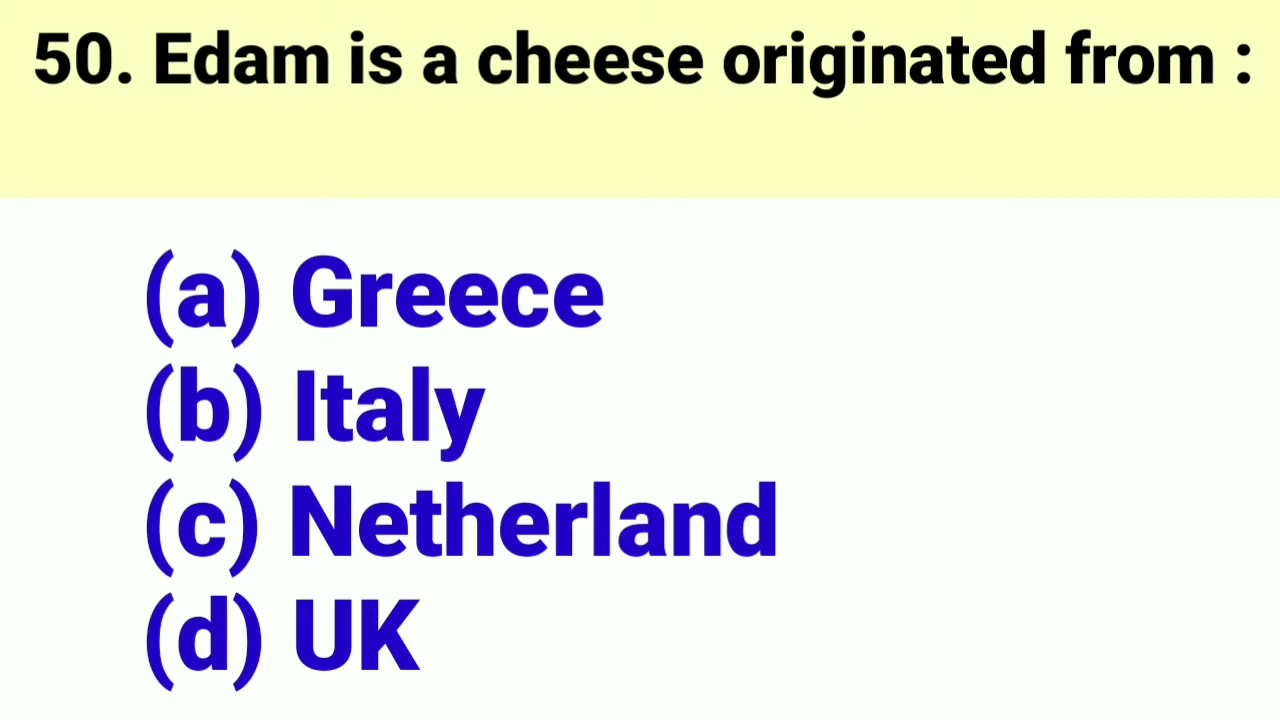 50. Edam is a cheese originated from :
(a) Greece
(b) Italy
(c) Netherland
(d) UK